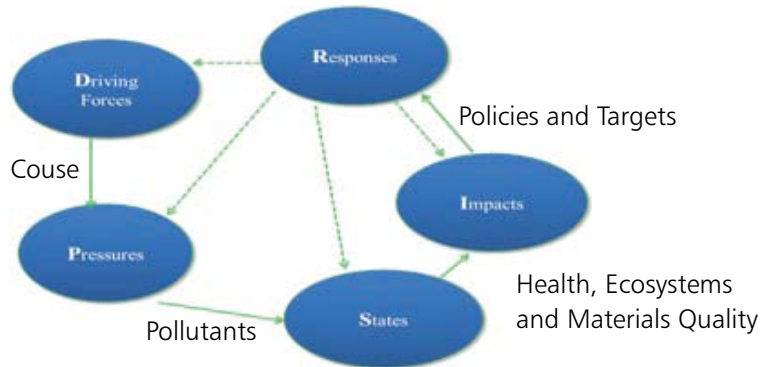 Responses
Driving
Forces
Policies and Targets
Couse
Impacts
Pressures
Health, Ecosystems
and Materials Quality
States
Pollutants